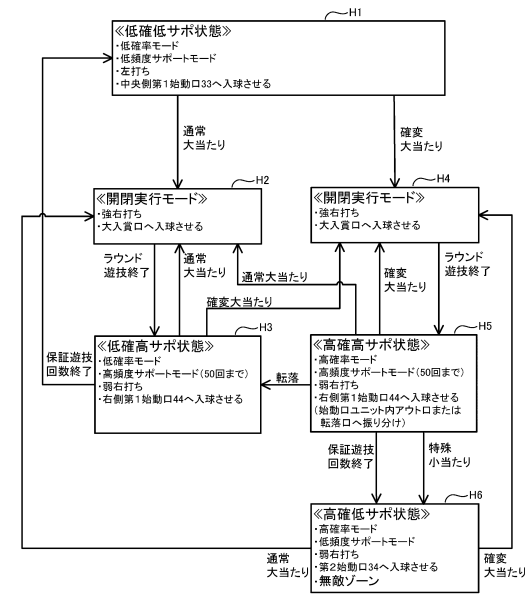 H1
≪低確低サポ状態≫
・低確率モード
・低頻度サポートモード
・左打ち
・中央側第1始動口33へ入球させる
通常
大当たり
確変
大当たり
H2
≪開閉実行モード≫
・強右打ち
・大入賞口へ入球させる
H4
≪開閉実行モード≫
・強右打ち
・大入賞口へ入球させる
ラウンド
遊技終了
通常
大当たり
通常大当たり
確変大当たり
確変
大当たり
ラウンド
遊技終了
H3
≪低確高サポ状態≫
・低確率モード
・高頻度サポートモード(50回まで)
・弱右打ち
・右側第1始動口44へ入球させる
保証遊技
回数終了
転落
H5
≪高確高サポ状態≫
・高確率モード
・高頻度サポートモード(50回まで)
・弱右打ち
・右側第1始動口44へ入球させる
(始動口ユニット内アウトロまたは
転落口へ振り分け)
保証遊技
回数終了
特殊
小当たり
H6
≪高確低サポ状態≫
・高確率モード
・低頻度サポートモード
・弱右打ち
・第2始動口34へ入球させる
・無敵ゾーン
通常
大当たり
確変
大当たり